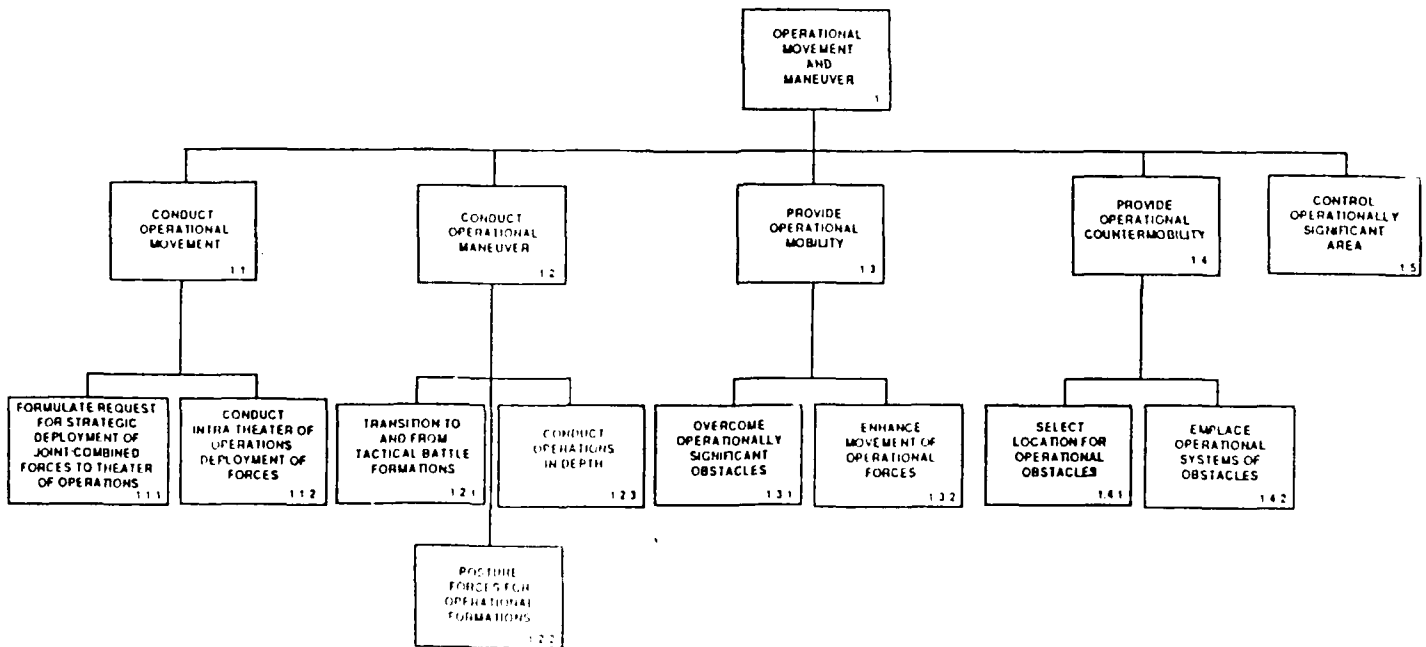 OPERATIONAL
MOVEMENT
AND
MANEUVER
1
CONDUCT
OPERATIONAL
MOVEMENT
1.1
CONDUCT
OPERATIONAL
MANEUVER
1.2
PROVIDE
OPERATIONAL
MOBILITY
1.3
PROVIDE
OPERATIONAL
COUNTERMOBILITY
1.4
CONTROL
OPERATIONALLY
SIGNIFICANT
AREA
1.5
FORMULATE REQUEST
FOR STRATEGIC
DEPLOYMENT OF
JOINT-COMBINED
FORCES TO THEATER
OF OPERATIONS
1.1.1
CONDUCT
INTRA THEATER OF
OPERATIONS
DEPLOYMENT OF
FORCES
1.1.2
TRANSITION TO
AND FROM
TACTICAL BATTLE
FORMATIONS
1.2.1
CONDUCT
OPERATIONS
IN DEPTH
1.2.3
OVERCOME
OPERATIONALLY
SIGNIFICANT
OBSTACLES
1.3.1
ENHANCE
MOVEMENT OF
OPERATIONAL
FORCES
1.3.2
SELECT
LOCATION FOR
OPERATIONAL
OBSTACLES
1.4.1
EMPLACE
OPERATIONAL
SYSTEMS OF
OBSTACLES
1.4.2
POSTURE
FORCES FOR
OPERATIONAL
FORMATIONS
1.2.2